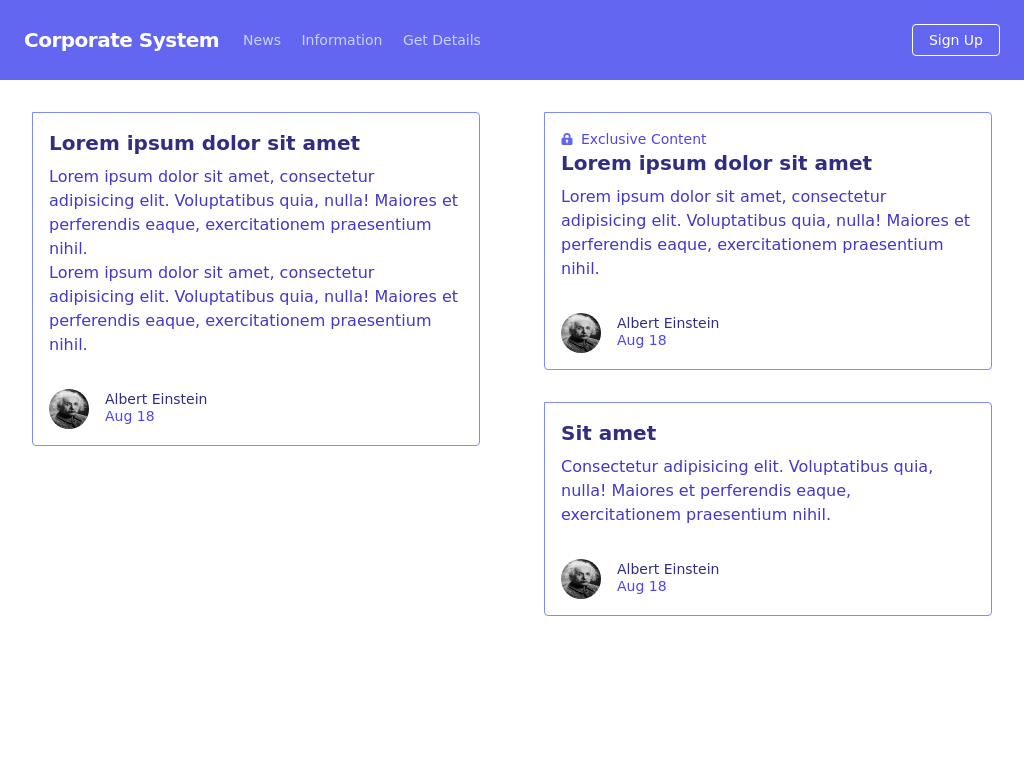 Corporate System
News
Information
Get Details
Sign Up
Lorem ipsum dolor sit amet
Lorem ipsum dolor sit amet, consectetur
adipisicing elit. Voluptatibus quia, nulla! Maiores et
perferendis eaque, exercitationem praesentium
nihil.
Lorem ipsum dolor sit amet, consectetur
adipisicing elit. Voluptatibus quia, nulla! Maiores et
perferendis eaque, exercitationem praesentium
nihil.
Albert Einstein
Aug 18
Exclusive Content
Lorem ipsum dolor sit amet
Lorem ipsum dolor sit amet, consectetur
adipisicing elit. Voluptatibus quia, nulla! Maiores et
perferendis eaque, exercitationem praesentium
nihil.
Albert Einstein
Aug 18
Sit amet
Consectetur adipisicing elit. Voluptatibus quia,
nulla! Maiores et perferendis eaque,
exercitationem praesentium nihil.
Albert Einstein
Aug 18